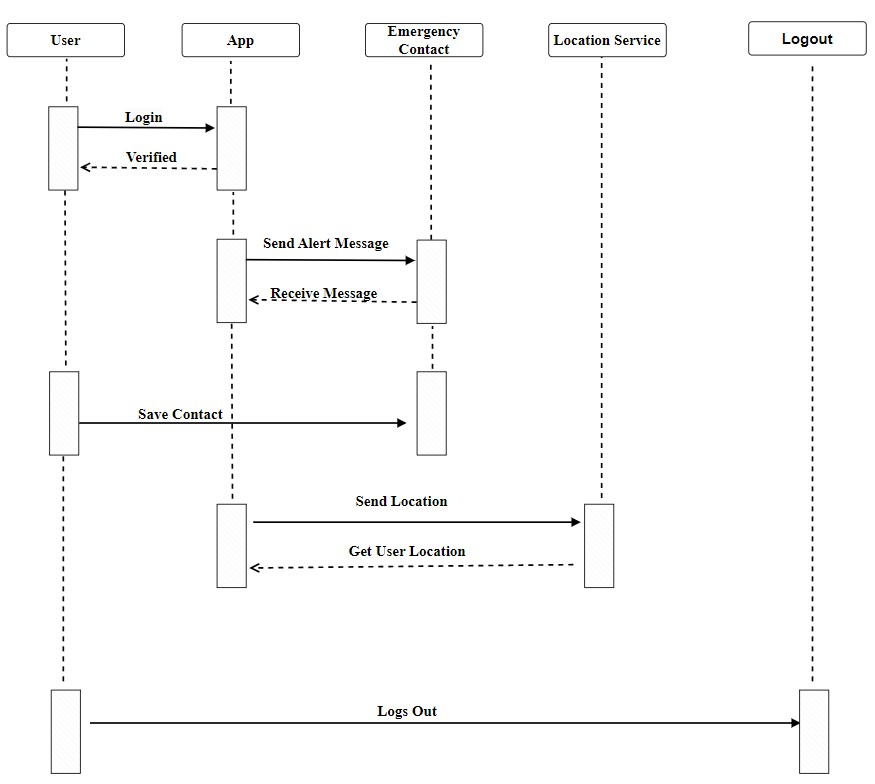 User
App
Emergency
Contact
Location Service
Logout
Login
Verified
Send Alert Message
Receive Message
Save Contact
Send Location
Get User Location
Logs Out